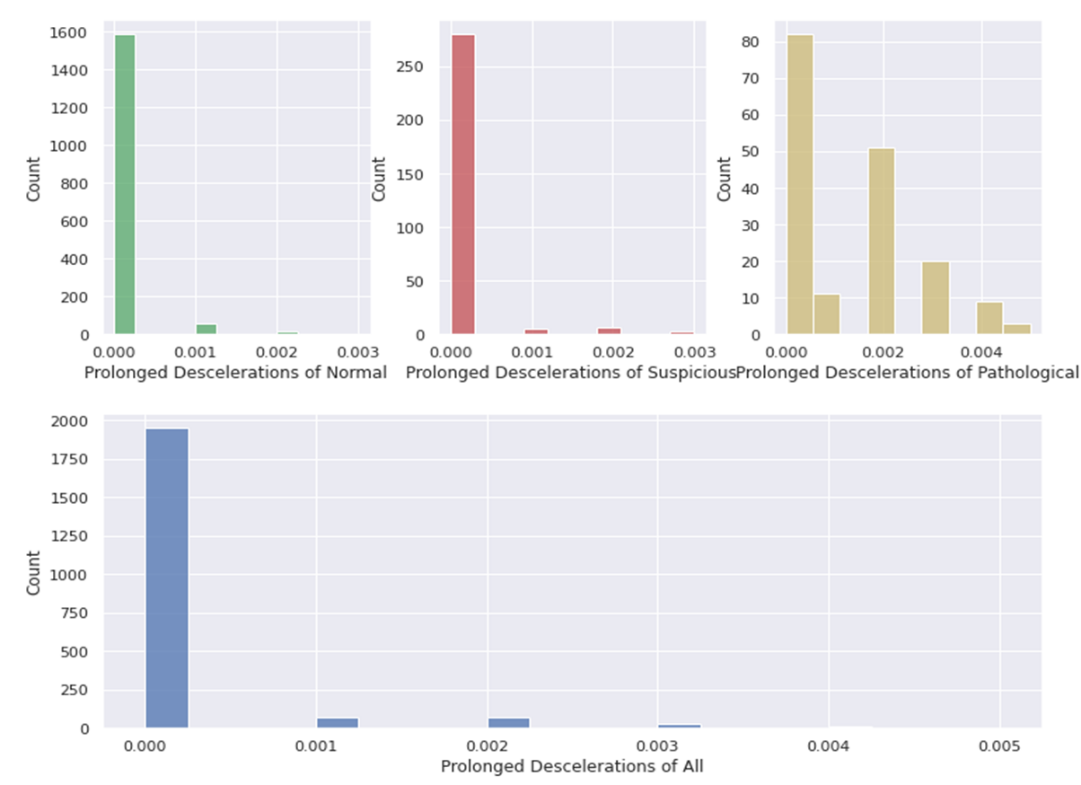 1600
1400
1200
1000
800
600
400
200
0
Count
0.000 0.001 0.002 0.003
Prolonged Descelerations of Normal
250
200
150
100
50
0
Count
0.000 0.001 0.002 0.003
Prolonged Descelerations of Suspicious
80
70
60
50
40
30
20
10
0
Count
0.000 0.002 0.004
Prolonged Descelerations of Pathological
2000
1750
1500
1250
1000
750
500
250
0
Count
0.000 0.001 0.002 0.003 0.004 0.005
Prolonged Descelerations of All